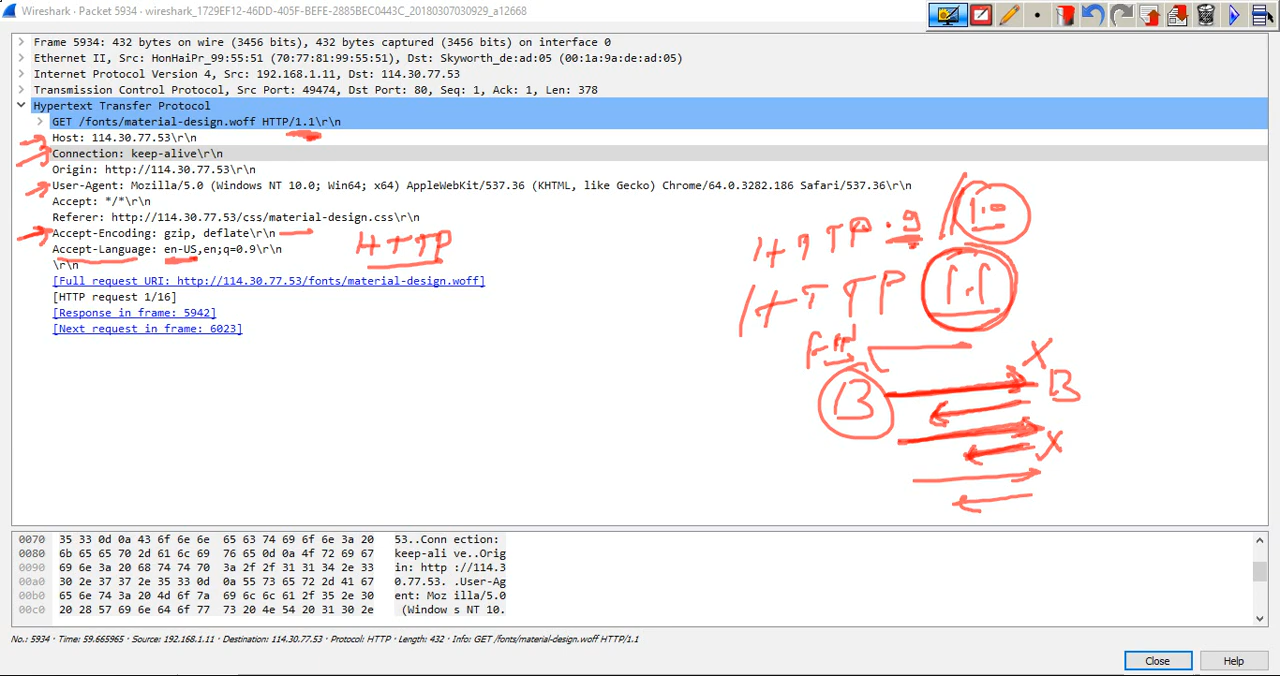 Wireshark · Packet 5934 · wireshark_1729EF12-46DD-405F-BEFE-2885BEC0443C_20180307030929_a12668
Frame 5934: 432 bytes on wire (3456 bits), 432 bytes captured (3456 bits) on interface 0
Ethernet II, Src: HonHaiPr_99:55:51 (70:77:81:99:55:51), Dst: Skyworth_de:ad:05 (00:1a:9a:de:ad:05)
Internet Protocol Version 4, Src: 192.168.1.11, Dst: 114.30.77.53
Transmission Control Protocol, Src Port: 49474, Dst Port: 80, Seq: 1, Ack: 1, Len: 378
Hypertext Transfer Protocol
GET /fonts/material-design.woff HTTP/1.1\r\n
Host: 114.30.77.53\r\n
Connection: keep-alive\r\n
Origin: http://114.30.77.53\r\n
User-Agent: Mozilla/5.0 (Windows NT 10.0; Win64; x64) AppleWebKit/537.36 (KHTML, like Gecko) Chrome/64.0.3282.186 Safari/537.36\r\n
Accept: */*\r\n
Referer: http://114.30.77.53/css/material-design.css\r\n
Accept-Encoding: gzip, deflate\r\n
Accept-Language: en-US,en;q=0.9\r\n
\r\n
[Full request URI: http://114.30.77.53/fonts/material-design.woff]
[HTTP request 1/16]
[Response in frame: 5942]
[Next request in frame: 6023]
HTTP
HTTP .9 / 1.0
HTTP 1.1
X
B B
X
0070 35 33 0d 0a 43 6f 6e 6e 65 63 74 69 6f 6e 3a 20 53..Conn ection:
0080 6b 65 65 70 2d 61 6c 69 76 65 0d 0a 4f 72 69 67 keep-ali ve..Orig
0090 69 6e 3a 20 68 74 74 70 3a 2f 2f 31 31 34 2e 33 in: http ://114.3
00a0 30 2e 37 37 2e 35 33 0d 0a 55 73 65 72 2d 41 67 0.77.53. .User-Ag
00b0 65 6e 74 3a 20 4d 6f 7a 69 6c 6c 61 2f 35 2e 30 ent: Moz illa/5.0
00c0 20 28 57 69 6e 64 6f 77 73 20 4e 54 20 31 30 2e (Window s NT 10.
No.: 5934 · Time: 59.665965 · Source: 192.168.1.11 · Destination: 114.30.77.53 · Protocol: HTTP · Length: 432 · Info: GET /fonts/material-design.woff HTTP/1.1
Close Help